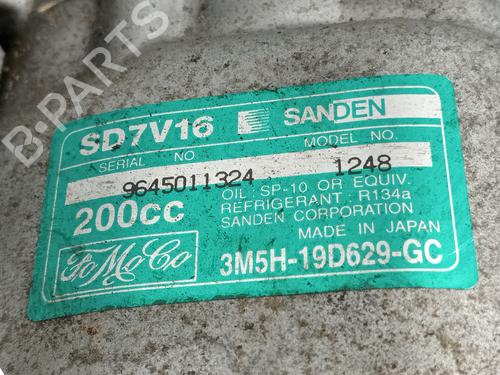 B-PARTS
SD7V16 SANDEN
SERIAL NO MODEL NO.
9645011324 1248
200CC OIL: SP-10 OR EQUIV.
REFRIGERANT: R134a
SANDEN CORPORATION
MADE IN JAPAN
FoMoCo 3M5H-19D629-GC